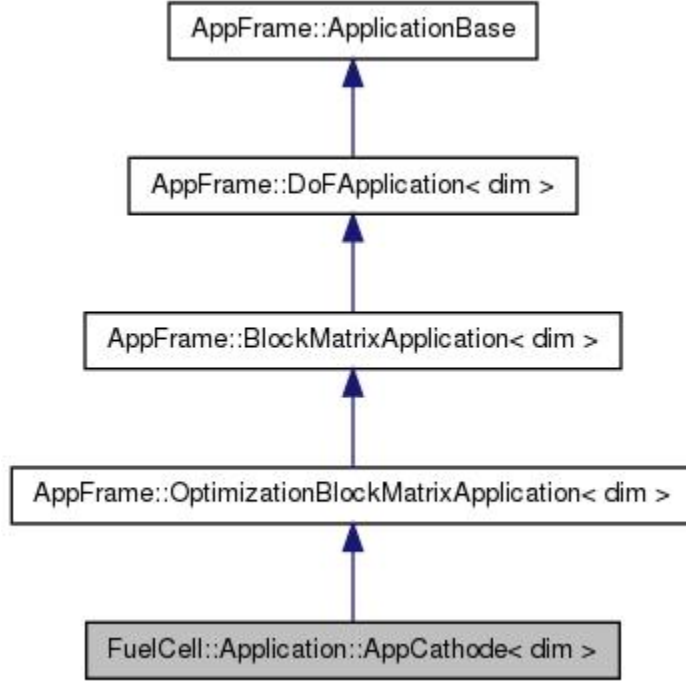 AppFrame::ApplicationBase
AppFrame::DoFApplication< dim >
AppFrame::BlockMatrixApplication< dim >
AppFrame::OptimizationBlockMatrixApplication< dim >
FuelCell::Application::AppCathode< dim >